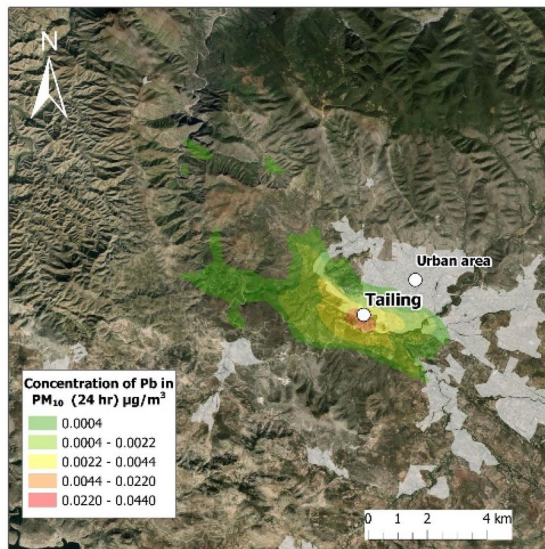 N
Urban area
Tailing
Concentration of Pb in
PM₁₀ (24 hr) µg/m³
0.0004
0.0004 - 0.0022
0.0022 - 0.0044
0.0044 - 0.0220
0.0220 - 0.0440
0 2 4 km